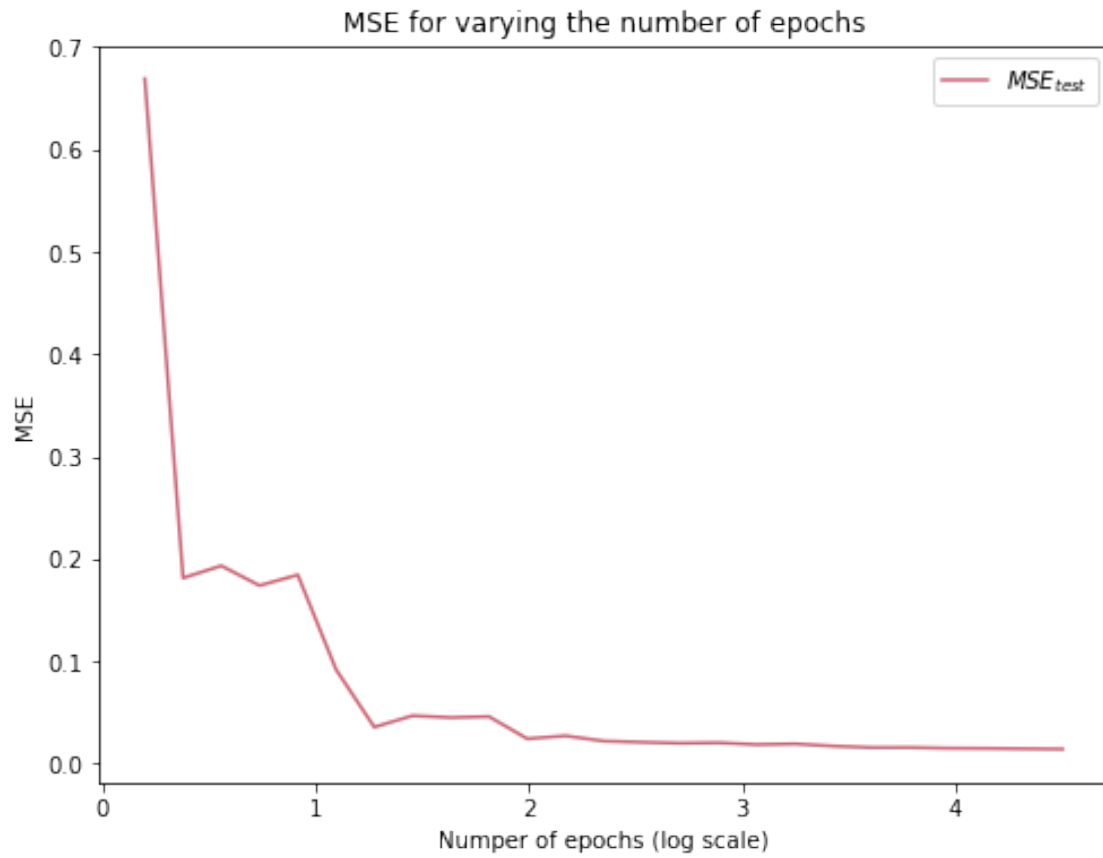 MSE for varying the number of epochs
0.7
0.6
0.5
0.4
0.3
0.2
0.1
0.0
MSE
MSE_test
0 1 2 3 4
Numper of epochs (log scale)